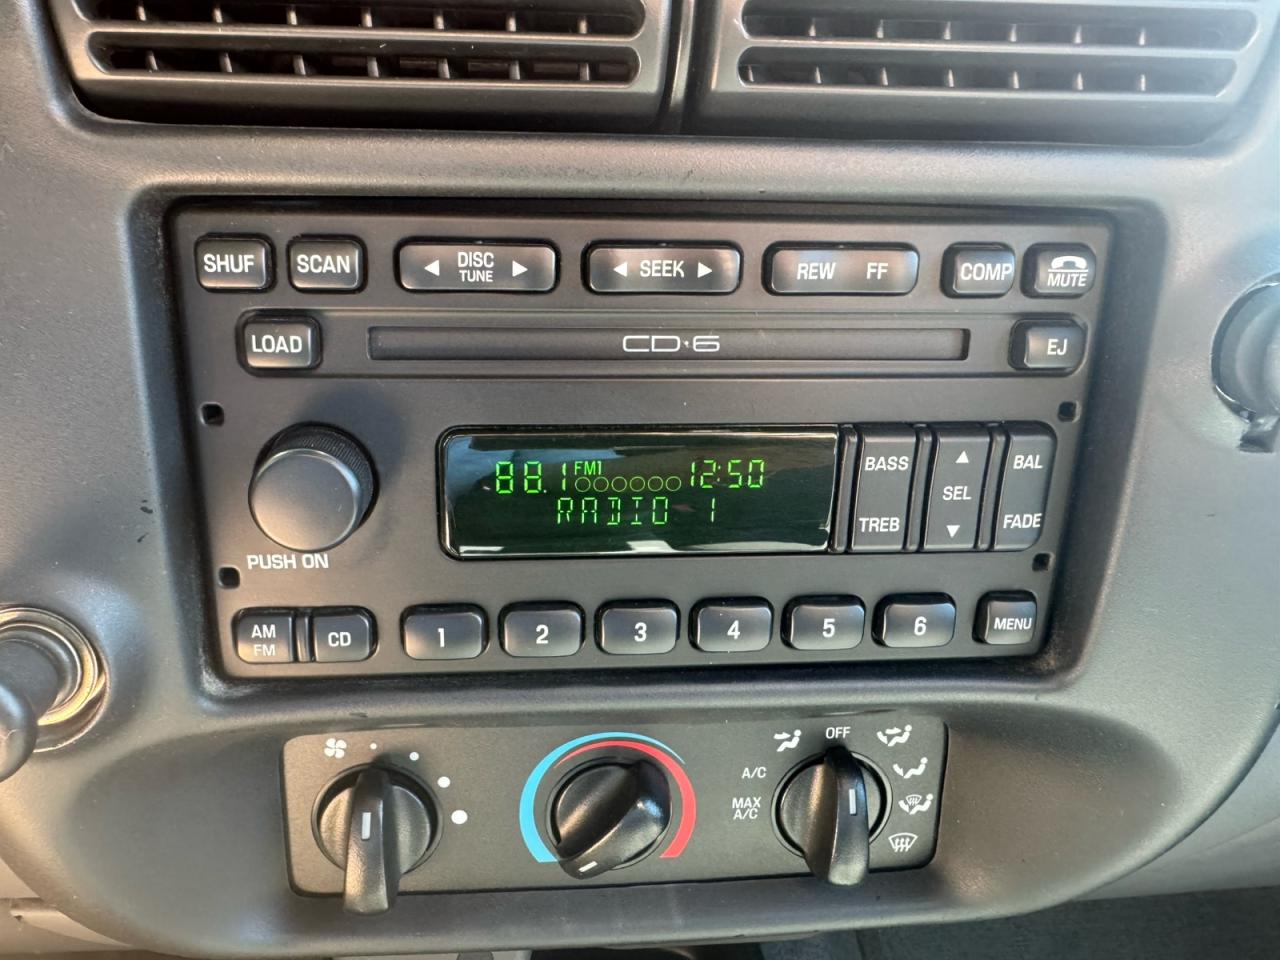 SHUF
SCAN
DISC
TUNE
SEEK
REW FF
COMP
MUTE
LOAD
CD·6
EJ
88.1 FM1 12:50
RADIO 1
BASS
TREB
SEL
BAL
FADE
PUSH ON
AM
FM
CD
1
2
3
4
5
6
MENU
OFF
A/C
MAX
A/C